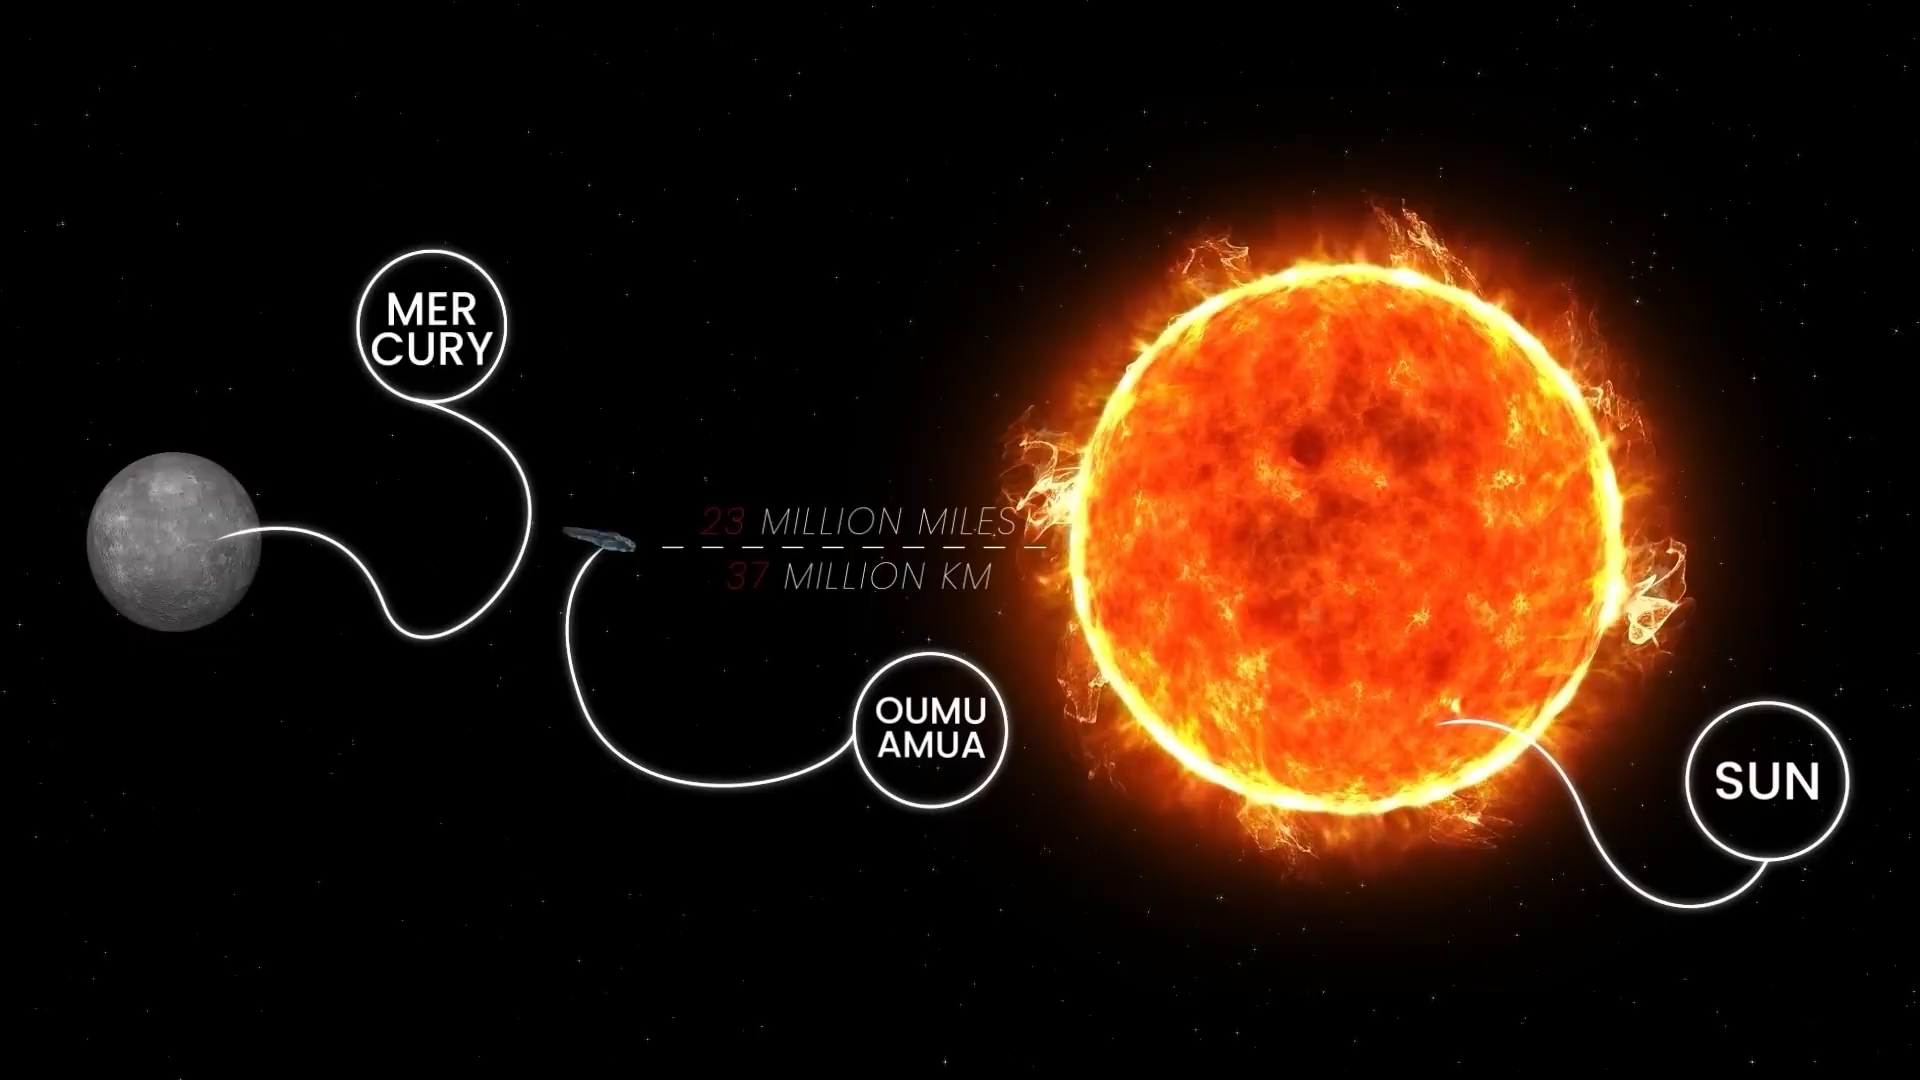 MER
CURY
23 MILLION MILES
37 MILLION KM
OUMU
AMUA
SUN